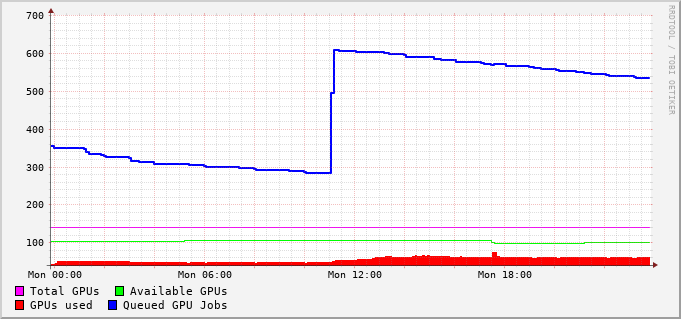 700
600
500
400
300
200
100
Mon 00:00 Mon 06:00 Mon 12:00 Mon 18:00
Total GPUs Available GPUs
GPUs used Queued GPU Jobs
RRDTOOL / TOBI OETIKER